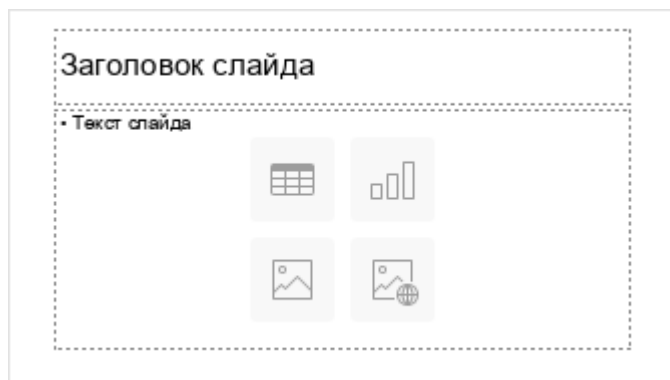 Заголовок слайда
• Текст слайда